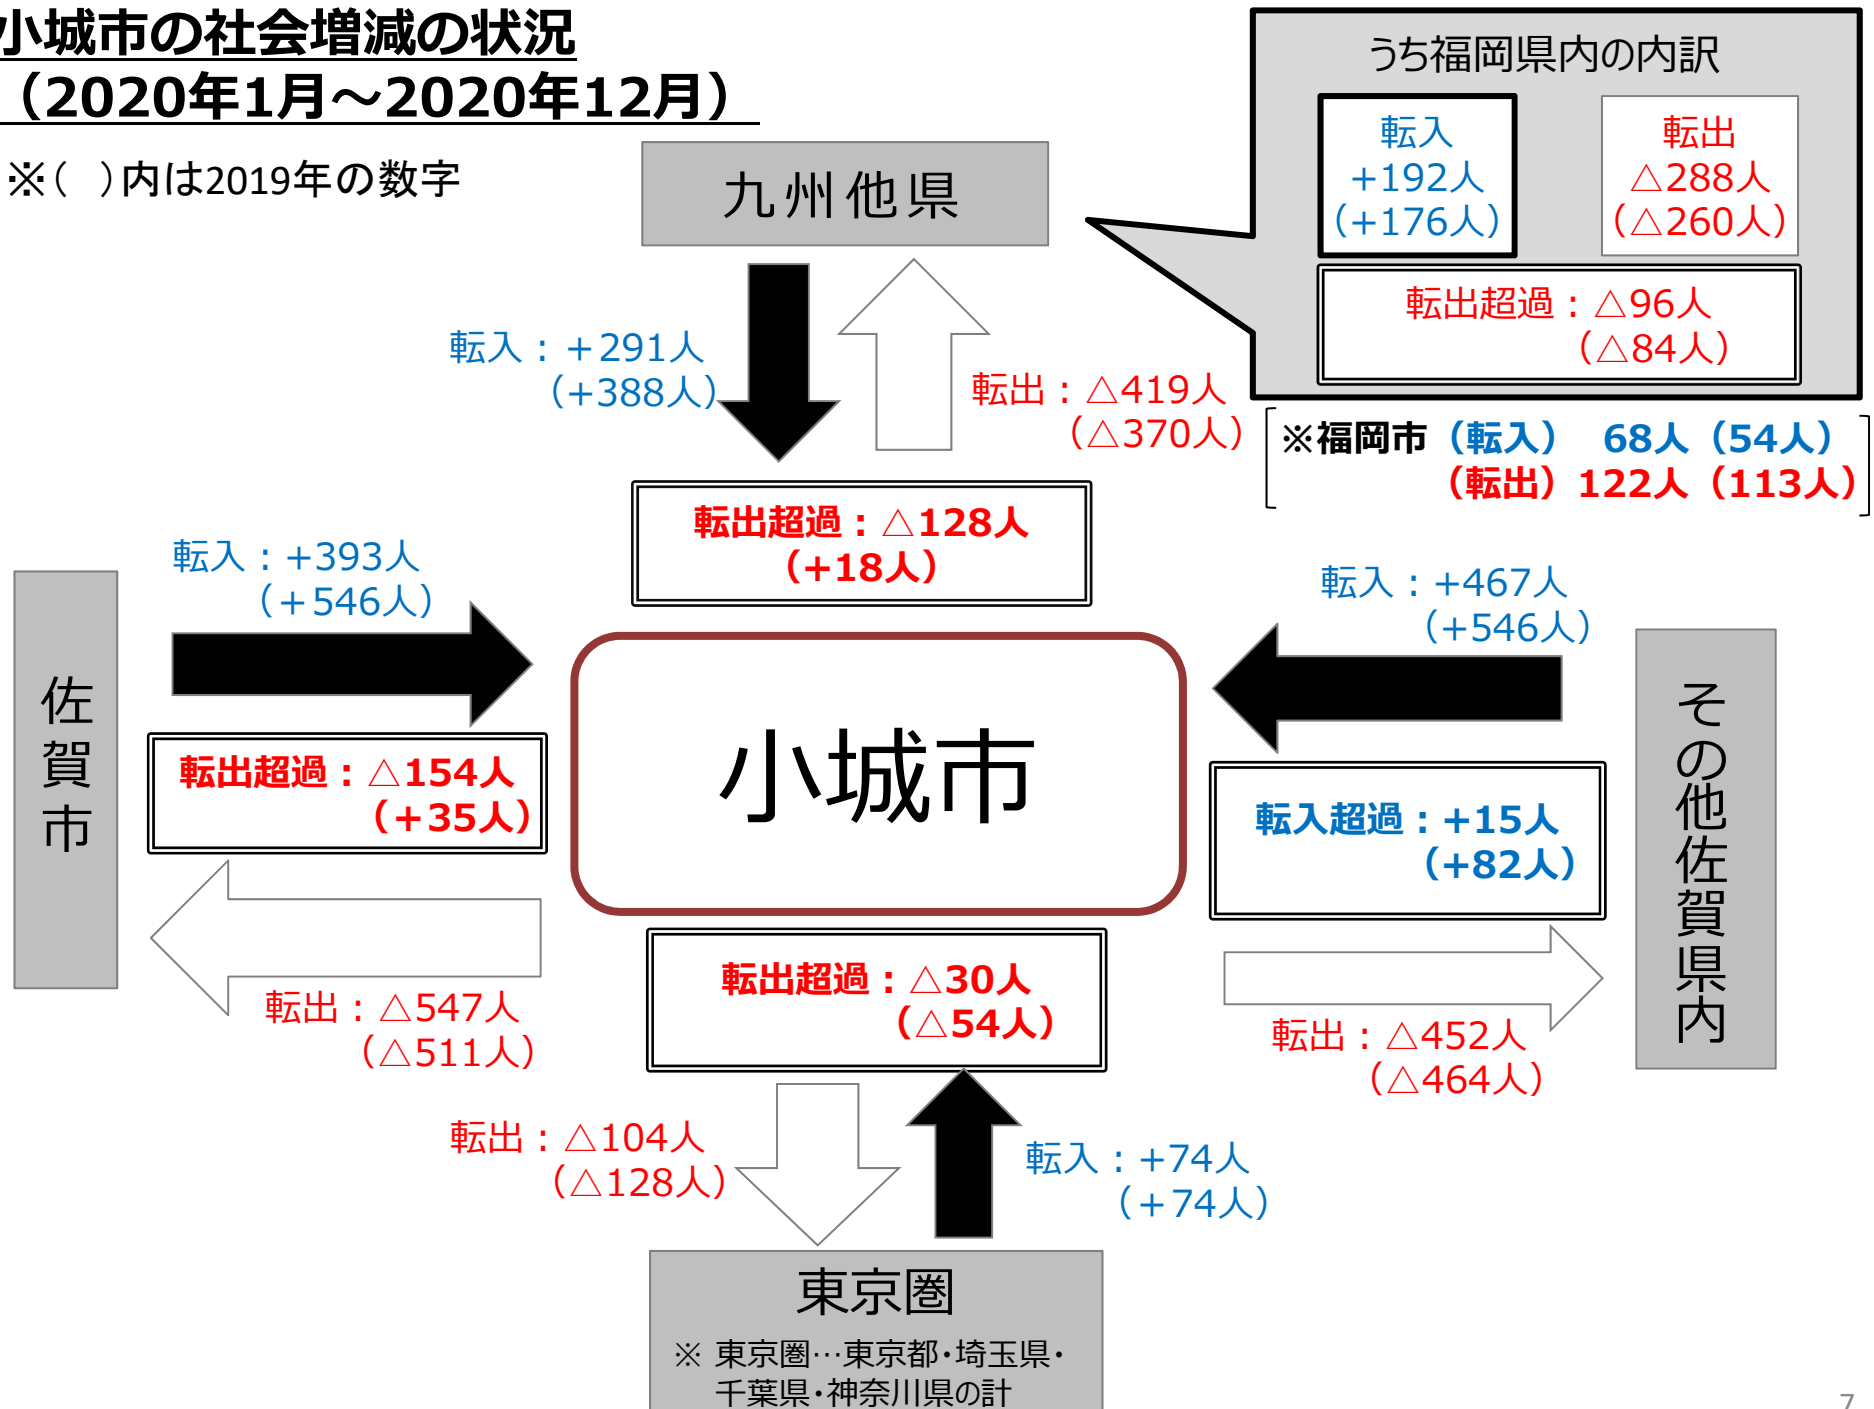 小城市の社会増減の状況
（2020年1月～2020年12月）
※（　）内は2019年の数字
うち福岡県内の内訳
転入
+192人
（+176人）
転出
△288人
（△260人）
転出超過：△96人
（△84人）
※福岡市（転入）　68人（54人）
（転出）122人（113人）
九州他県
転入：＋291人
（+388人）
転出：△419人
（△370人）
転出超過：△128人
（+18人）
佐賀市
転入：+393人
（＋546人）
転出超過：△154人
（＋35人）
転出：△547人
（△511人）
小城市
転入：+467人
（+546人）
転入超過：+15人
（+82人）
転出：△452人
（△464人）
その他佐賀県内
転出超過：△30人
（△54人）
転出：△104人
（△128人）
転入：+74人
（＋74人）
東京圏
※ 東京圏…東京都・埼玉県・
千葉県・神奈川県の計
7